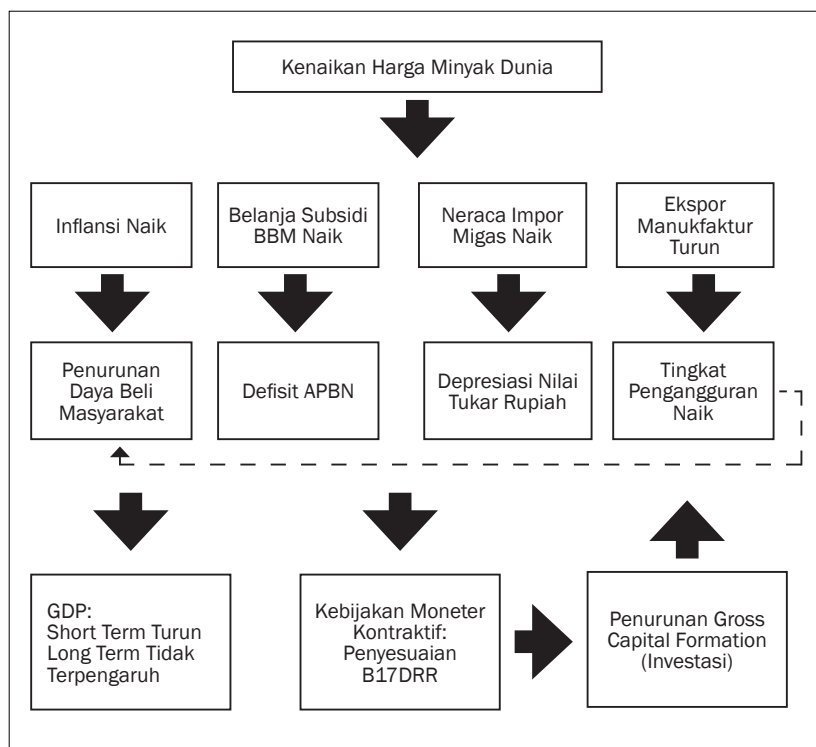 Kenaikan Harga Minyak Dunia
Inflansi Naik
Belanja Subsidi
BBM Naik
Neraca Impor
Migas Naik
Ekspor
Manukfaktur
Turun
Penurunan
Daya Beli
Masyarakat
Defisit APBN
Depresiasi Nilai
Tukar Rupiah
Tingkat
Pengangguran
Naik
GDP:
Short Term Turun
Long Term Tidak
Terpengaruh
Kebijakan Moneter
Kontraktif:
Penyesuaian
B17DRR
Penurunan Gross
Capital Formation
(Investasi)